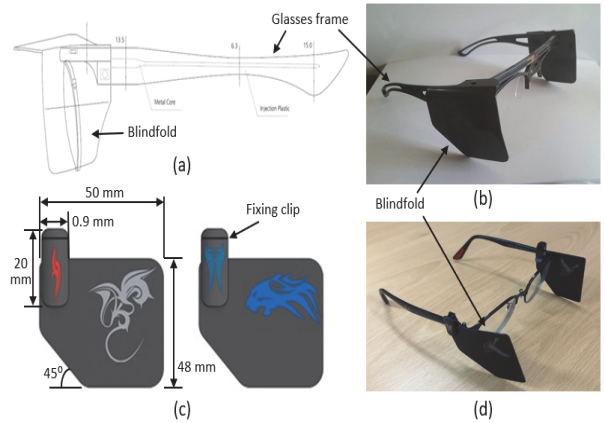 Glasses frame
13.5
6.3
15.0
Metal Core
Injection Plastic
Blindfold
(a)
(b)
50 mm
0.9 mm
Fixing clip
Blindfold
20
mm
48 mm
45⁰
(c)
(d)